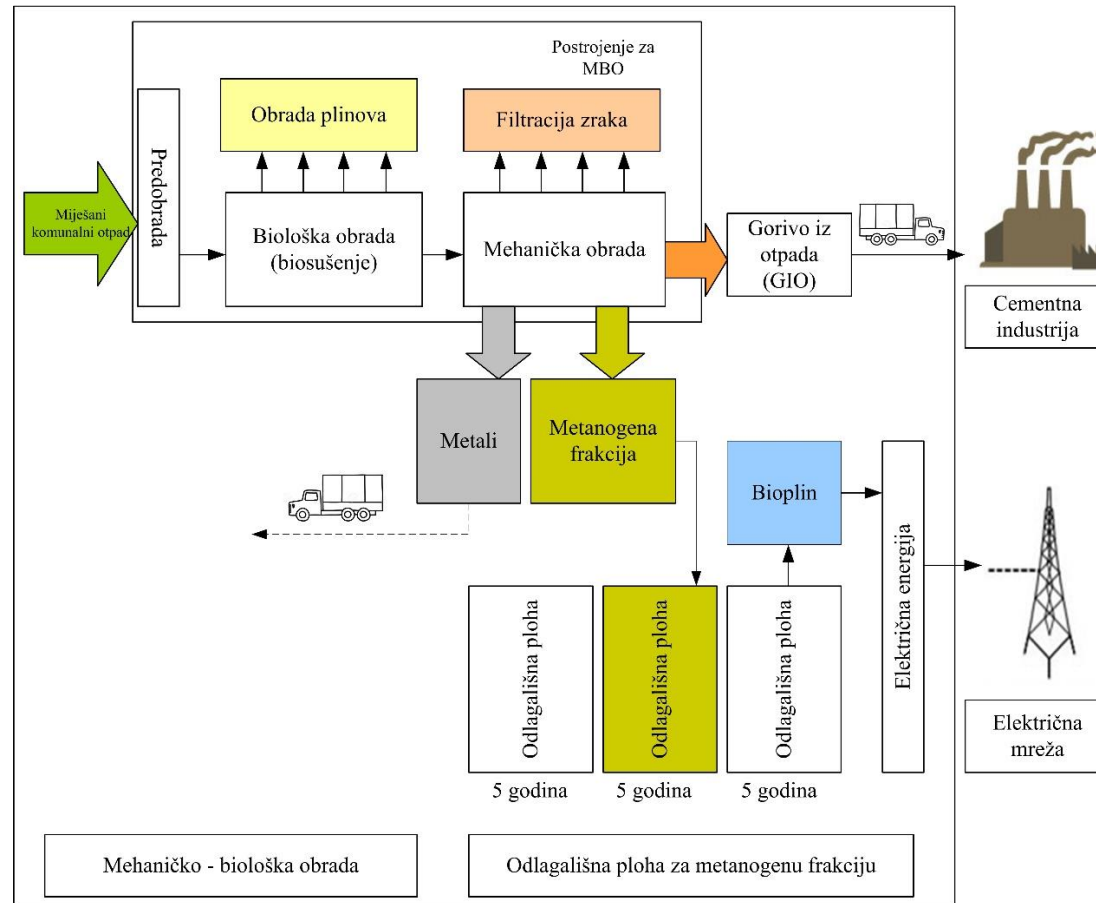 Postrojenje za
MBO
Predobrada
Obrada plinova
Filtracija zraka
Miješani
komunalni otpad
Biološka obrada
(biosušenje)
Mehanička obrada
Gorivo iz
otpada
(GIO)
Cementna
industrija
Metali
Metanogena
frakcija
Bioplin
Električna energija
Odlagališna ploha
Odlagališna ploha
Odlagališna ploha
5 godina
5 godina
5 godina
Električna
mreža
Mehaničko - biološka obrada
Odlagališna ploha za metanogenu frakciju